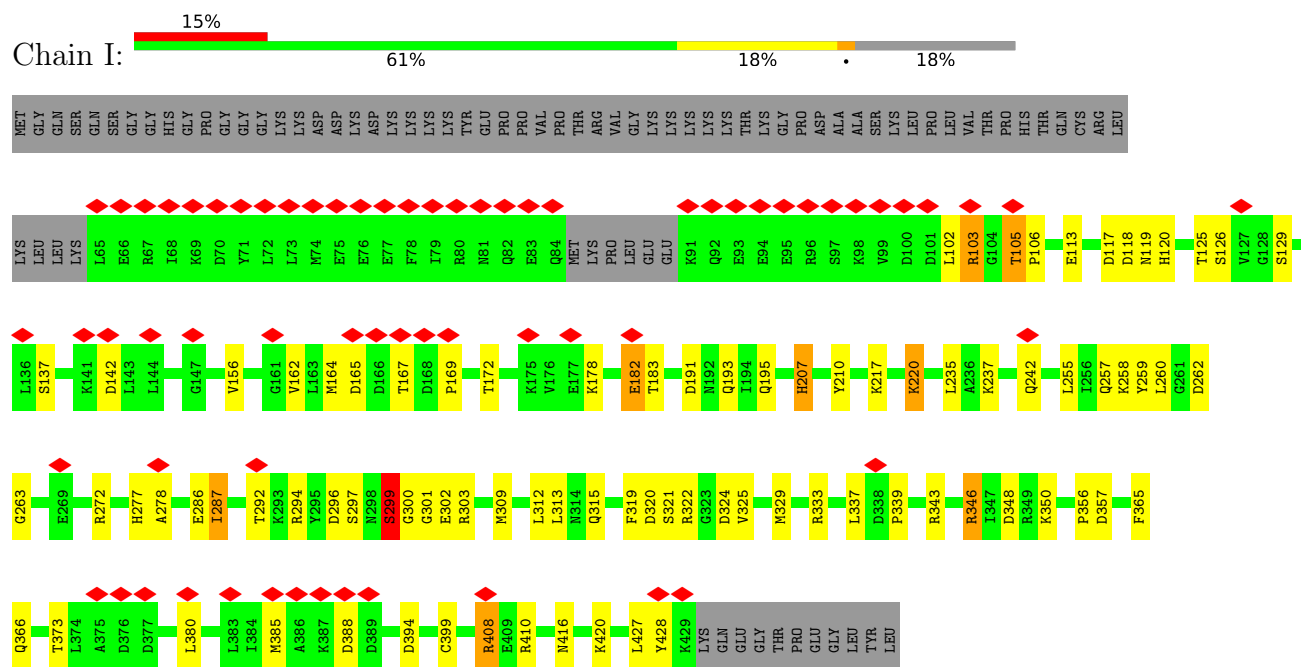 15%
Chain I:
61% 18% • 18%
MET GLY GLN SER GLN SER GLY GLY HIS GLY PRO GLY GLY GLY LYS LYS ASP ASP LYS ASP LYS LYS LYS LYS TYR GLU PRO PRO VAL PRO THR ARG VAL GLY LYS LYS LYS LYS LYS THR LYS GLY PRO ASP ALA ALA SER LYS LEU PRO LEU VAL THR PRO HIS THR GLN CYS ARG LEU
LYS LEU LEU LYS L65 E66 R67 I68 K69 D70 Y71 L72 L73 M74 E75 E76 E77 F78 I79 R80 N81 Q82 E83 Q84 MET LYS PRO LEU GLU GLU K91 Q92 E93 E94 E95 R96 S97 K98 V99 D100 D101 L102 R103 G104 T105 P106 E113 D117 D118 N119 H120 T125 S126 V127 G128 S129
L136 S137 K141 D142 L143 L144 G147 V156 G161 V162 L163 M164 D165 D166 T167 D168 P169 T172 K175 V176 E177 K178 E182 T183 D191 N192 Q193 I194 Q195 H207 Y210 K217 K220 L235 A236 K237 Q242 L255 I256 Q257 K258 Y259 L260 G261 D262
G263 E269 R272 H277 A278 E286 I287 T292 K293 R294 Y295 D296 S297 N298 S299 G300 G301 E302 R303 M309 L312 L313 N314 Q315 F319 D320 S321 R322 G323 D324 V325 M329 R333 L337 D338 P339 R343 R346 I347 D348 R349 K350 P356 D357 F365
Q366 T373 L374 A375 D376 D377 L380 L383 I384 M385 A386 K387 D388 D389 D394 C399 R408 E409 R410 N416 K420 L427 Y428 K429 LYS GLN GLU GLY THR PRO GLU GLY LEU TYR LEU